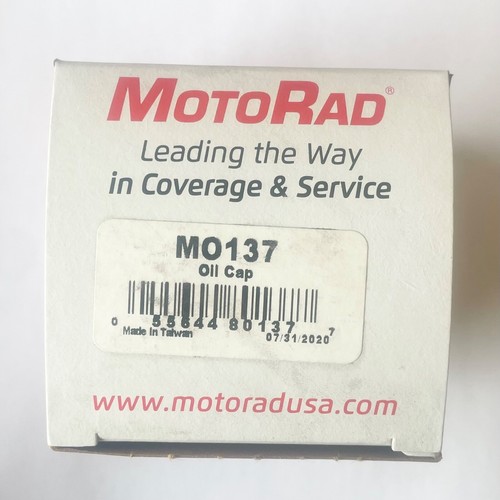 MOTORAD®
Leading the Way
in Coverage & Service
MO137
Oil Cap
0 55644 80137 7
Made In Taiwan 07/31/2020
www.motoradusa.com